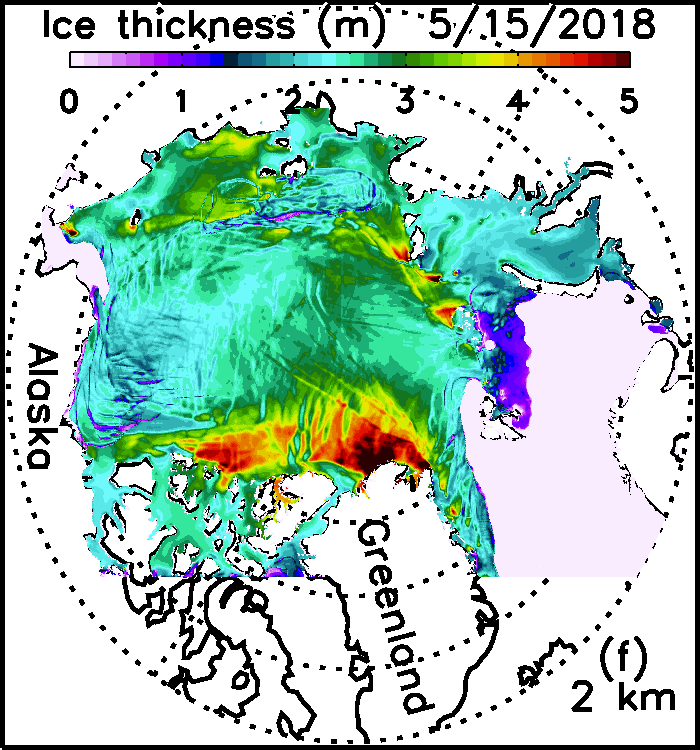 Ice thickness (m) 5/15/2018
0 1 2 3 4 5
Alaska
Greenland
(f)
2 km